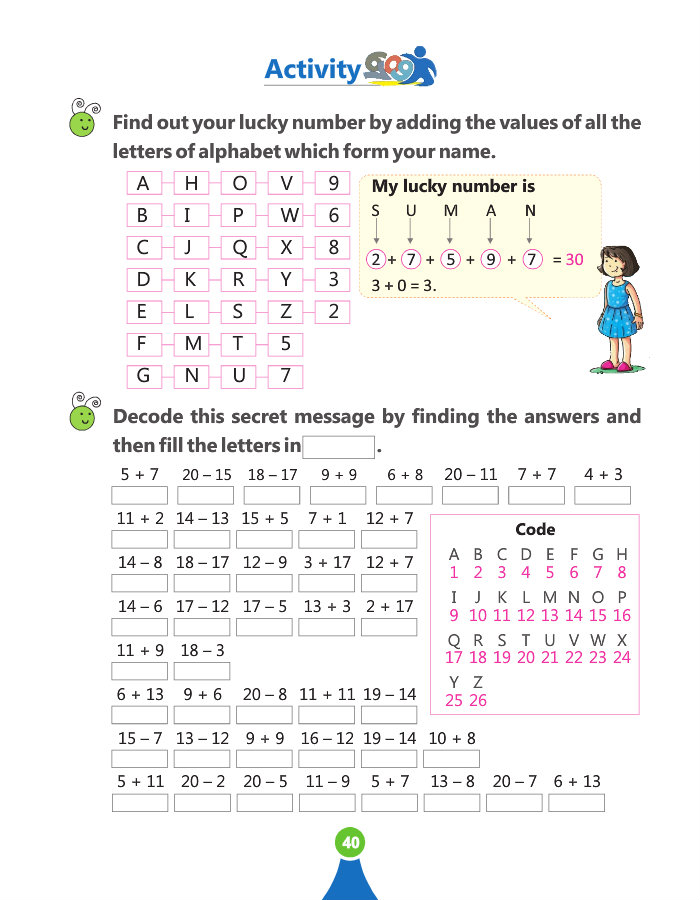 Activity
Find out your lucky number by adding the values of all the
letters of alphabet which form your name.
A H O V 9
B I P W 6
C J Q X 8
D K R Y 3
E L S Z 2
F M T 5
G N U 7
My lucky number is
S U M A N
2 + 7 + 5 + 9 + 7 = 30
3 + 0 = 3.
Decode this secret message by finding the answers and
then fill the letters in .
5 + 7 20 – 15 18 – 17 9 + 9 6 + 8 20 – 11 7 + 7 4 + 3
11 + 2 14 – 13 15 + 5 7 + 1 12 + 7
14 – 8 18 – 17 12 – 9 3 + 17 12 + 7
14 – 6 17 – 12 17 – 5 13 + 3 2 + 17
11 + 9 18 – 3
6 + 13 9 + 6 20 – 8 11 + 11 19 – 14
15 – 7 13 – 12 9 + 9 16 – 12 19 – 14 10 + 8
5 + 11 20 – 2 20 – 5 11 – 9 5 + 7 13 – 8 20 – 7 6 + 13
Code
A B C D E F G H
1 2 3 4 5 6 7 8
I J K L M N O P
9 10 11 12 13 14 15 16
Q R S T U V W X
17 18 19 20 21 22 23 24
Y Z
25 26
40